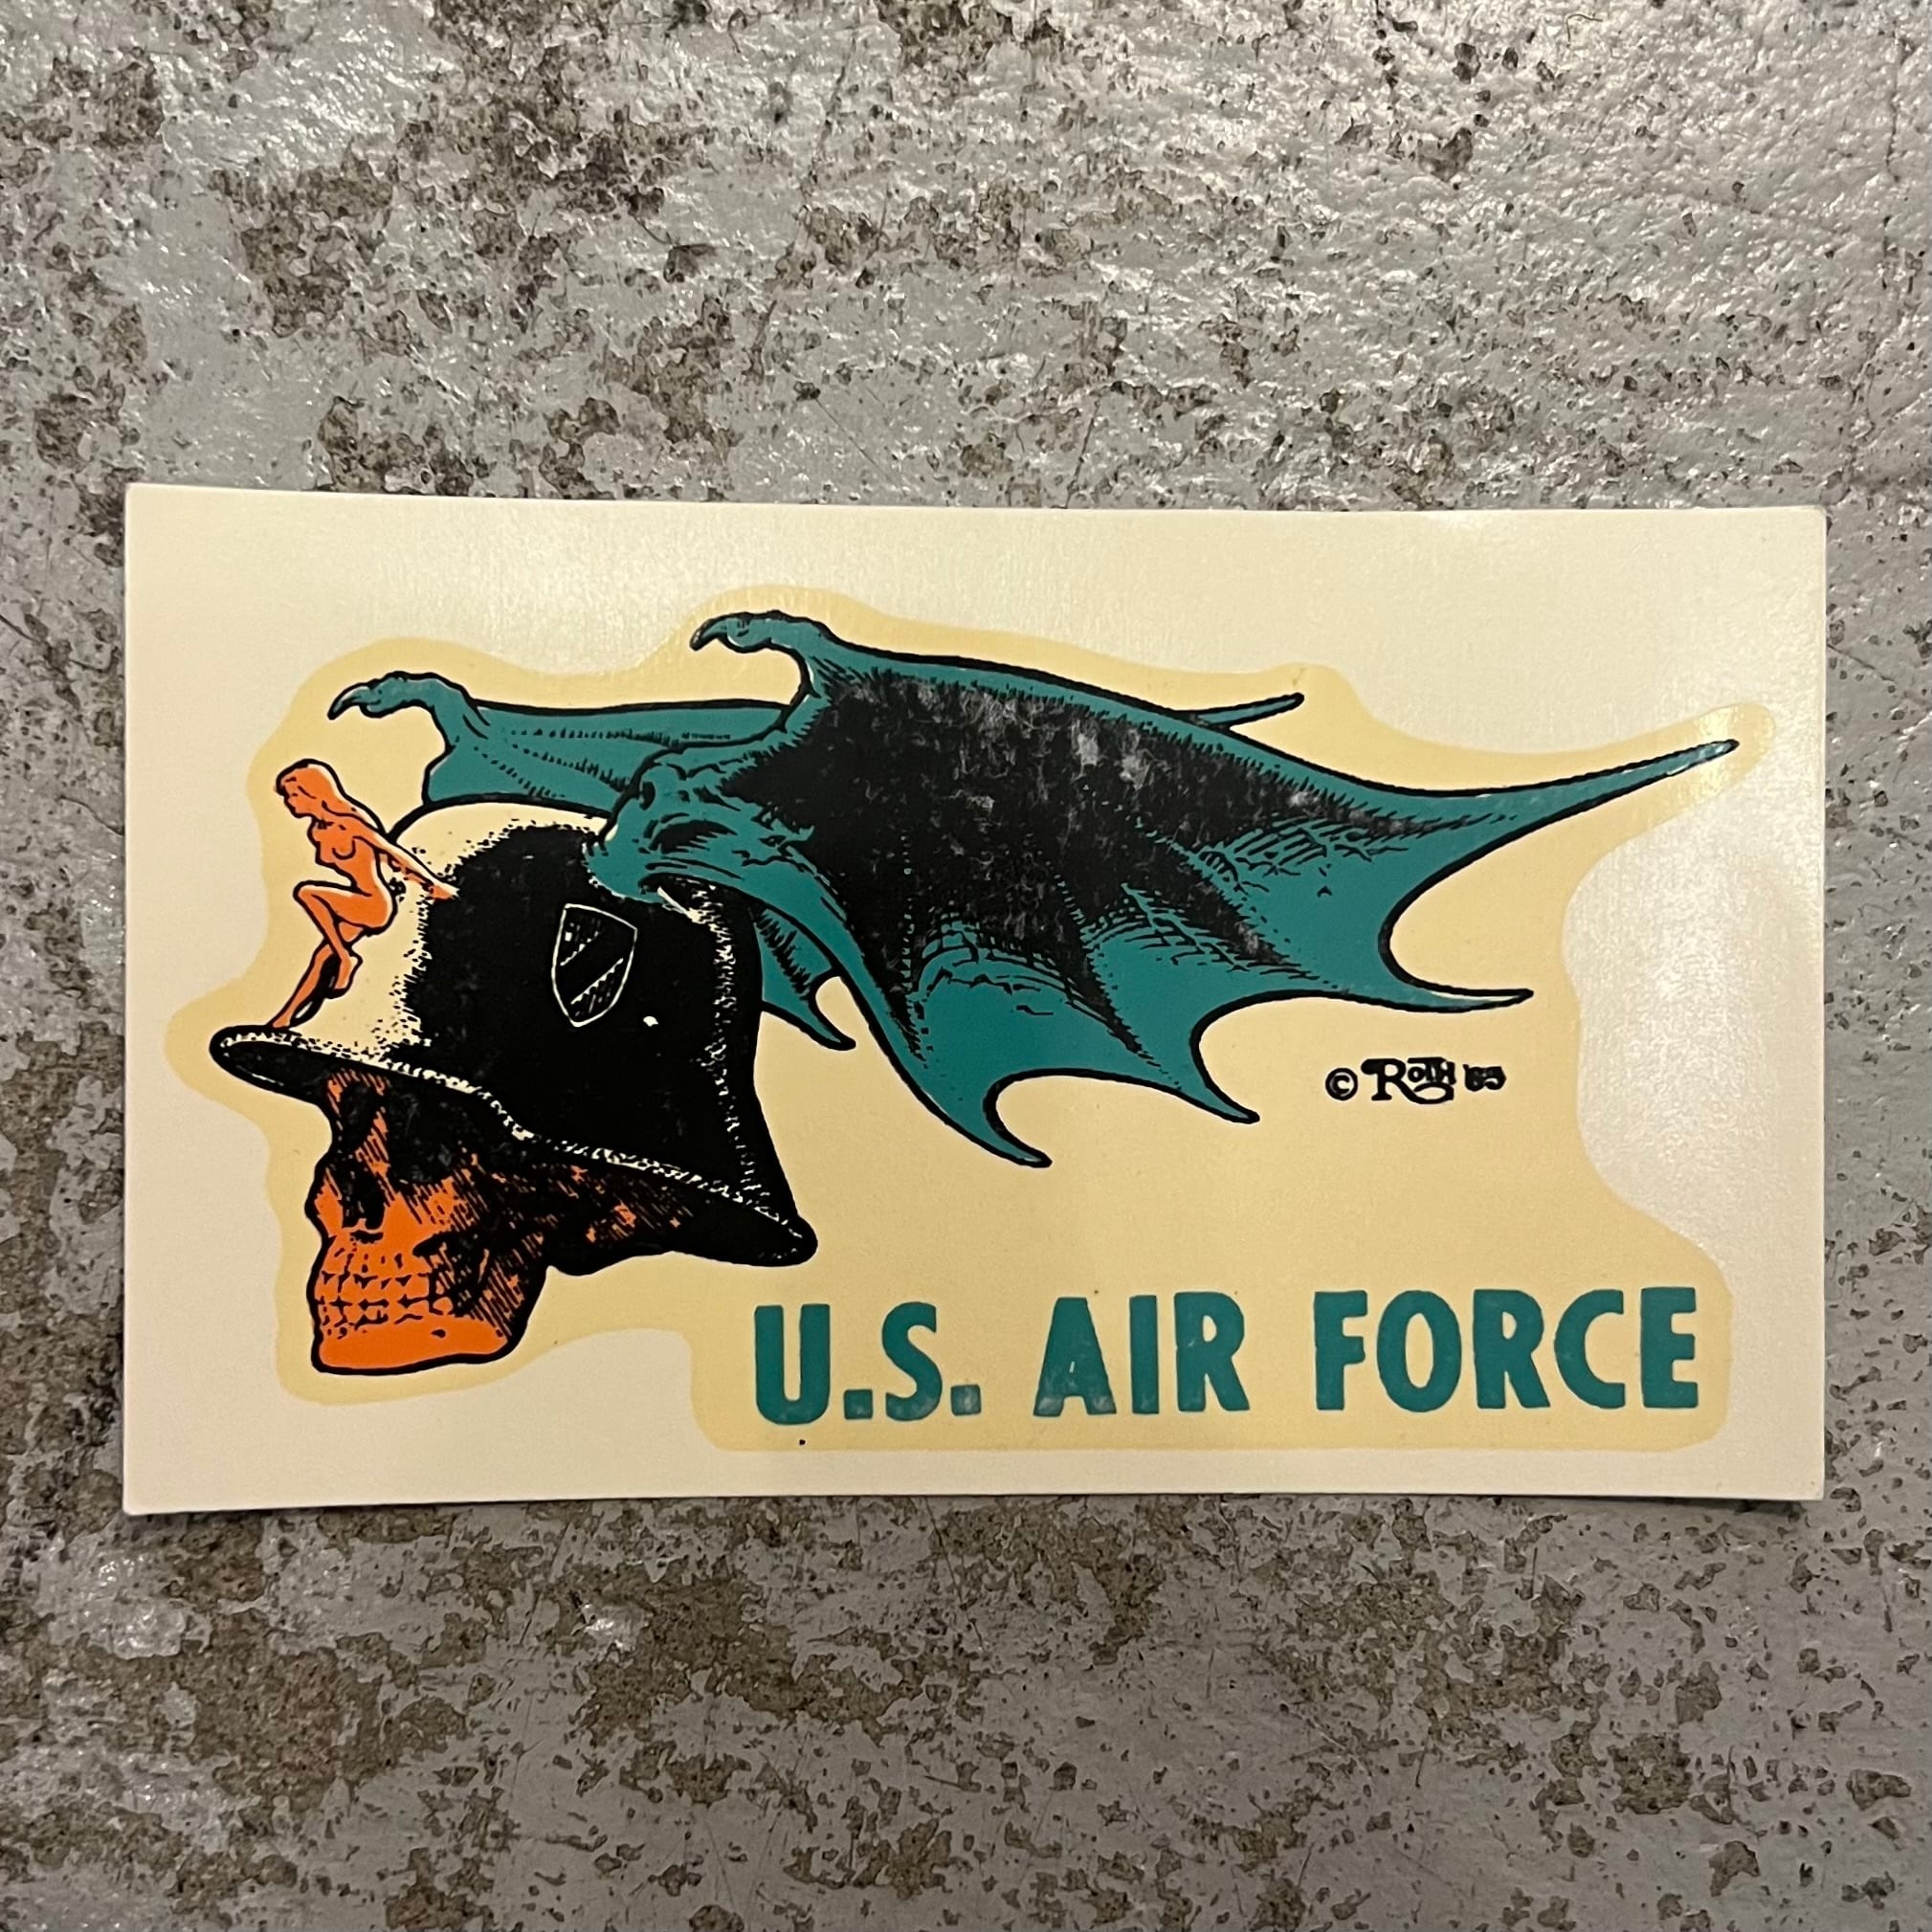 © ROTH '65
U.S. AIR FORCE